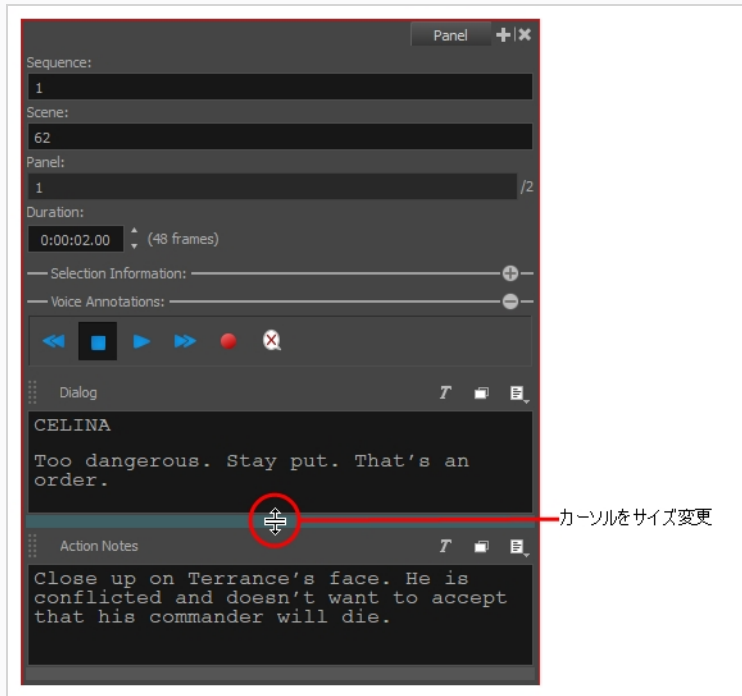 Panel
Sequence:
1
Scene:
62
Panel:
1
/2
Duration:
0:00:02.00 (48 frames)
Selection Information:
Voice Annotations:
Dialog
CELINA
Too dangerous. Stay put. That's an
order.
カーソルをサイズ変更
Action Notes
Close up on Terrance's face. He is
conflicted and doesn't want to accept
that his commander will die.